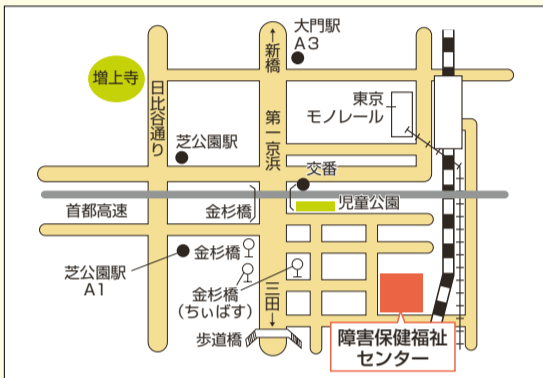 大門駅
A3
←新橋
増上寺
日比谷通り
第一京浜
東京
モノレール
芝公園駅
交番
児童公園
首都高速
金杉橋
金杉橋
芝公園駅
A1
金杉橋
(ちぃばす)
三田→
歩道橋
障害保健福祉
センター